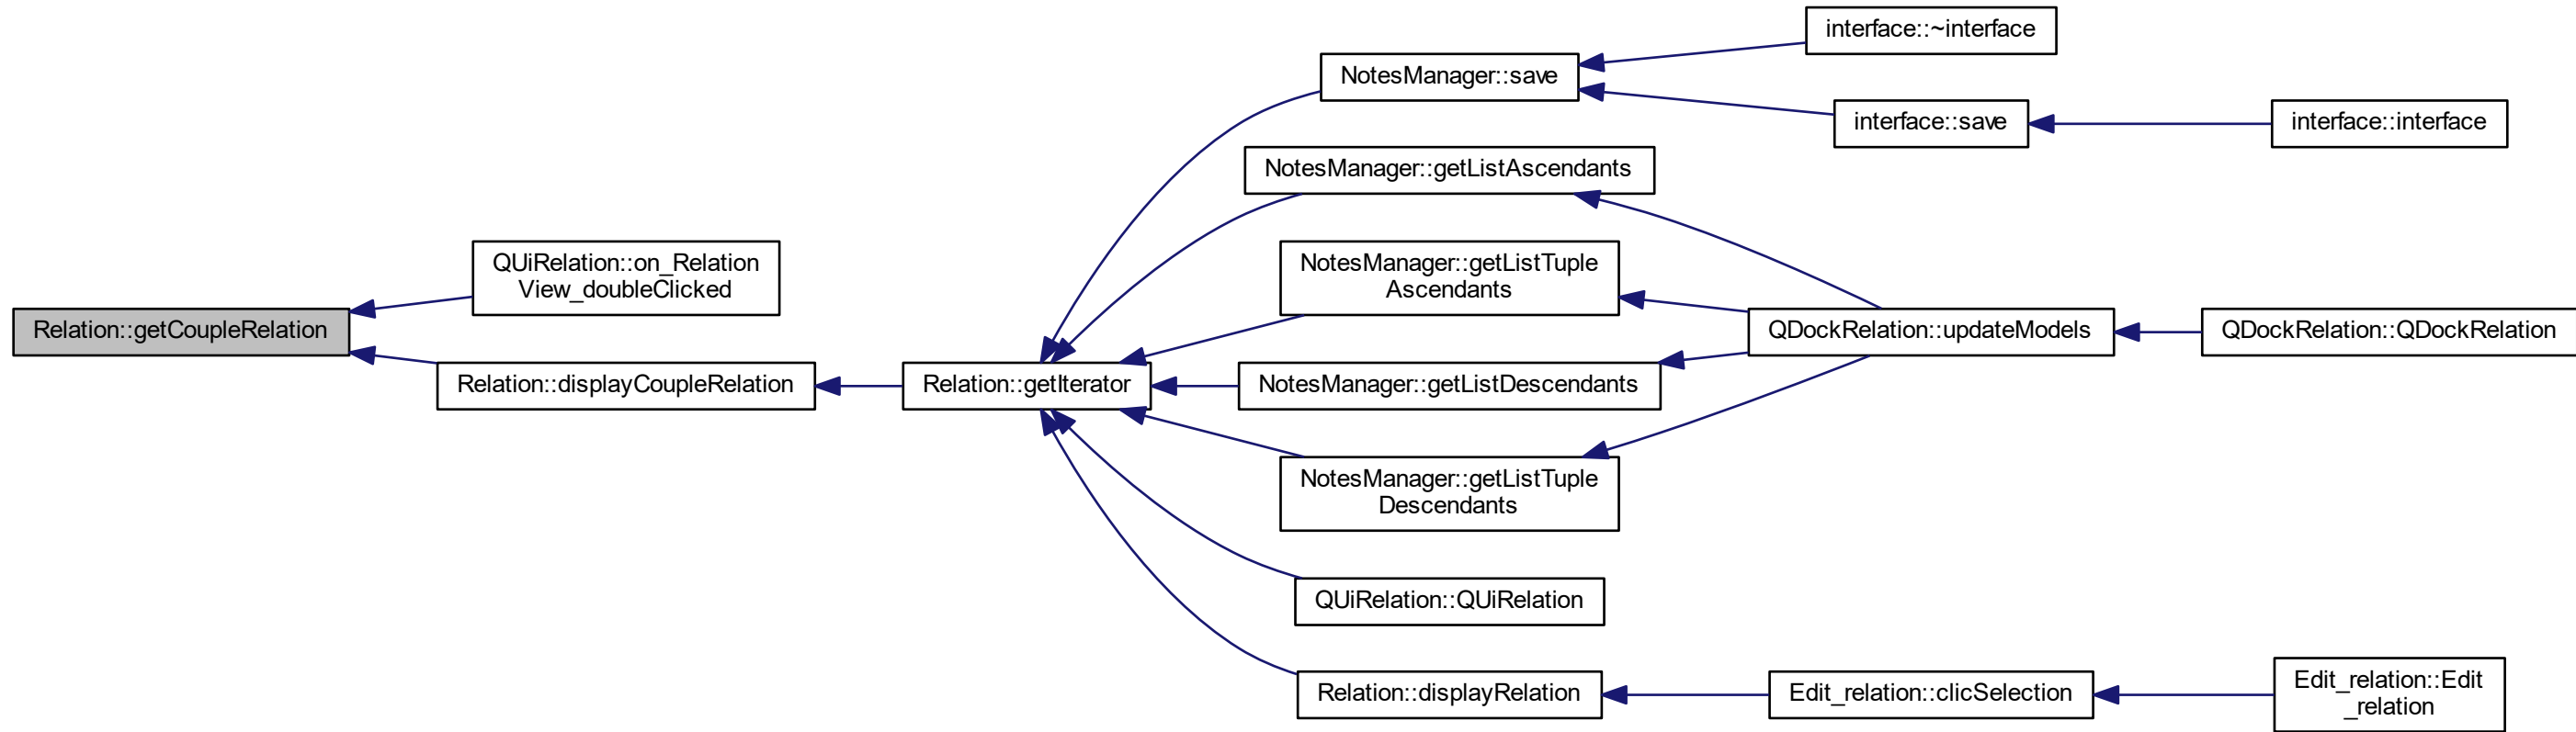 interface::~interface
NotesManager::save
interface::save
interface::interface
NotesManager::getListAscendants
QUiRelation::on_Relation
View_doubleClicked
NotesManager::getListTuple
Ascendants
Relation::getCoupleRelation
QDockRelation::updateModels
QDockRelation::QDockRelation
Relation::displayCoupleRelation
Relation::getIterator
NotesManager::getListDescendants
NotesManager::getListTuple
Descendants
QUiRelation::QUiRelation
Relation::displayRelation
Edit_relation::clicSelection
Edit_relation::Edit
_relation